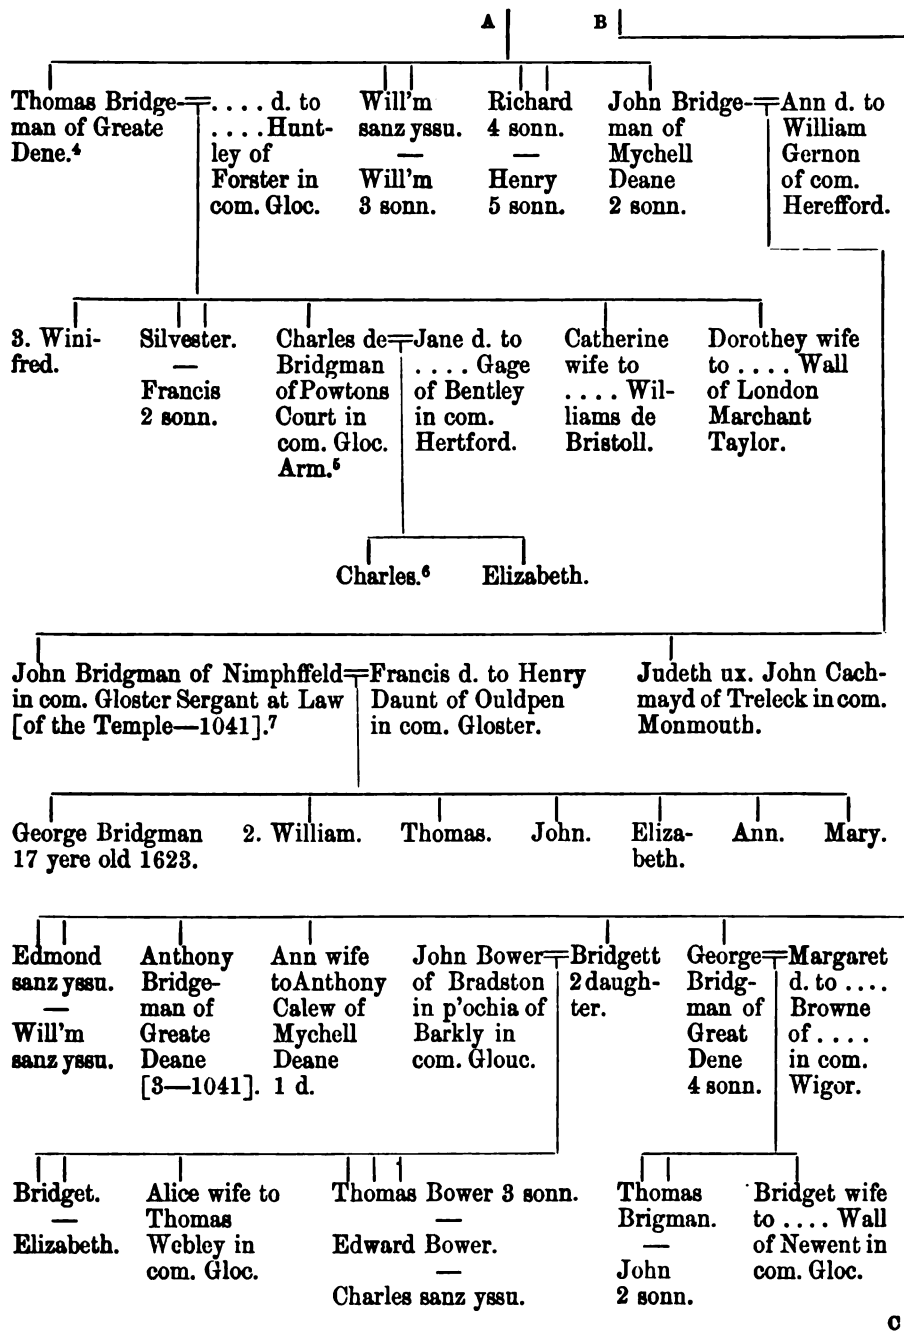 A
B
Thomas Bridge-
man of Greate
Dene.⁴
. . . . d. to
. . . . Hunt-
ley of
Forster in
com. Gloc.
Will'm
sanz yssu.
—
Will'm
3 sonn.
Richard
4 sonn.
—
Henry
5 sonn.
John Bridge-
man of
Mychell
Deane
2 sonn.
Ann d. to
William
Gernon
of com.
Herefford.
3. Wini-
fred.
Silvester.
—
Francis
2 sonn.
Charles de
Bridgman
of Powtons
Court in
com. Gloc.
Arm.⁵
Jane d. to
. . . . Gage
of Bentley
in com.
Hertford.
Catherine
wife to
. . . . Wil-
liams de
Bristoll.
Dorothey wife
to . . . . Wall
of London
Marchant
Taylor.
Charles.⁶
Elizabeth.
John Bridgman of Nimphffeld
in com. Gloster Sergant at Law
[of the Temple—1041].⁷
Francis d. to Henry
Daunt of Ouldpen
in com. Gloster.
Judeth ux. John Cach-
mayd of Treleck in com.
Monmouth.
George Bridgman
17 yere old 1623.
2. William.
Thomas.
John.
Eliza-
beth.
Ann.
Mary.
Edmond
sanz yssu.
—
Will'm
sanz yssu.
Anthony
Bridge-
man of
Greate
Deane
[3—1041].
Ann wife
to Anthony
Calew of
Mychell
Deane
1 d.
John Bower
of Bradston
in p'ochia of
Barkly in
com. Glouc.
Bridgett
2 daugh-
ter.
George
Bridg-
man of
Great
Dene
4 sonn.
Margaret
d. to . . . .
Browne
of . . . .
in com.
Wigor.
Bridget.
—
Elizabeth.
Alice wife to
Thomas
Webley in
com. Gloc.
Thomas Bower 3 sonn.
—
Edward Bower.
—
Charles sanz yssu.
Thomas
Brigman.
—
John
2 sonn.
Bridget wife
to . . . . Wall
of Newent in
com. Gloc.
C